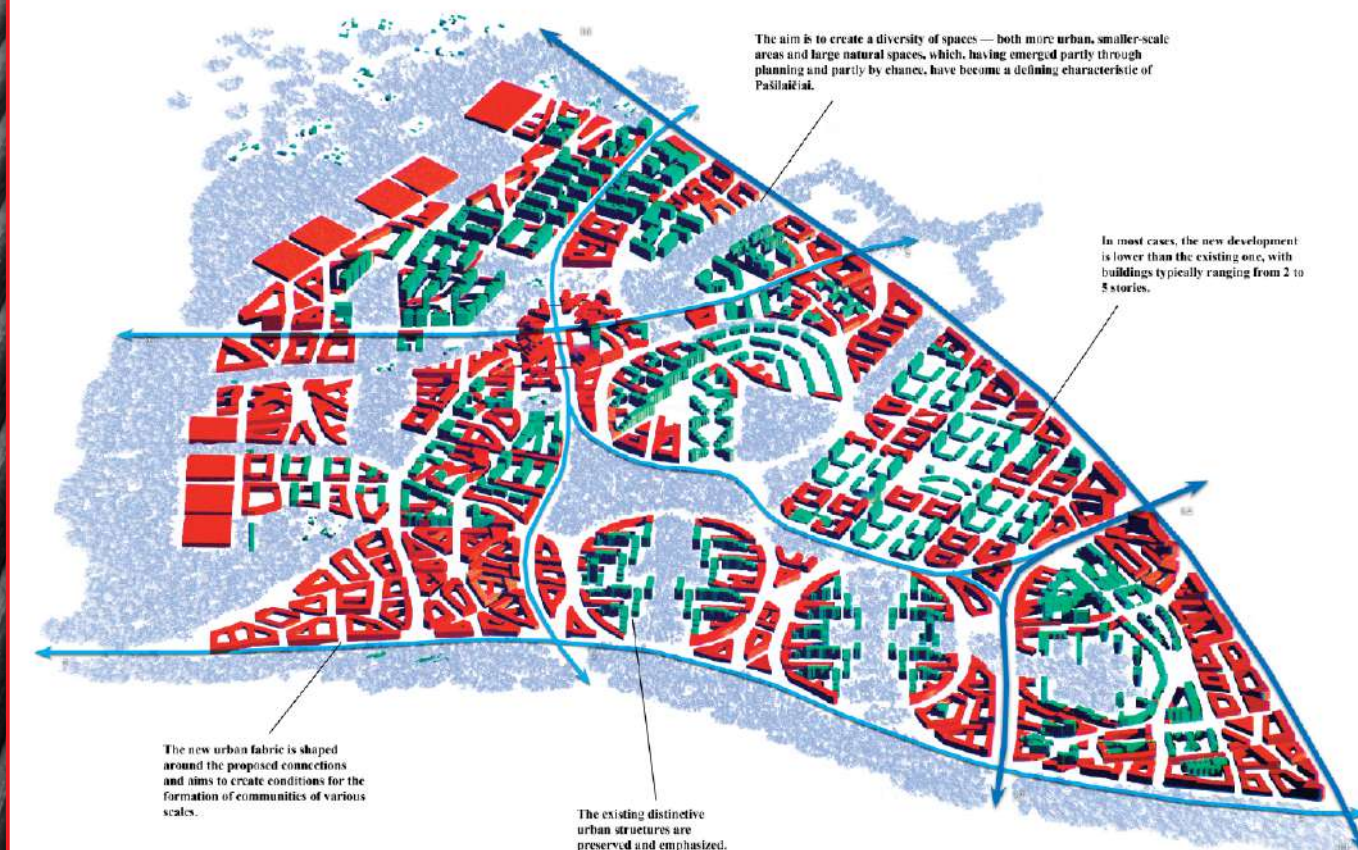 The aim is to create a diversity of spaces — both more urban, smaller-scale
areas and large natural spaces, which, having emerged partly through
planning and partly by chance, have become a defining characteristic of
Pašilaičiai.
In most cases, the new development
is lower than the existing one, with
buildings typically ranging from 2 to
5 stories.
The new urban fabric is shaped
around the proposed connections
and aims to create conditions for the
formation of communities of various
scales.
The existing distinctive
urban structures are
preserved and emphasized.